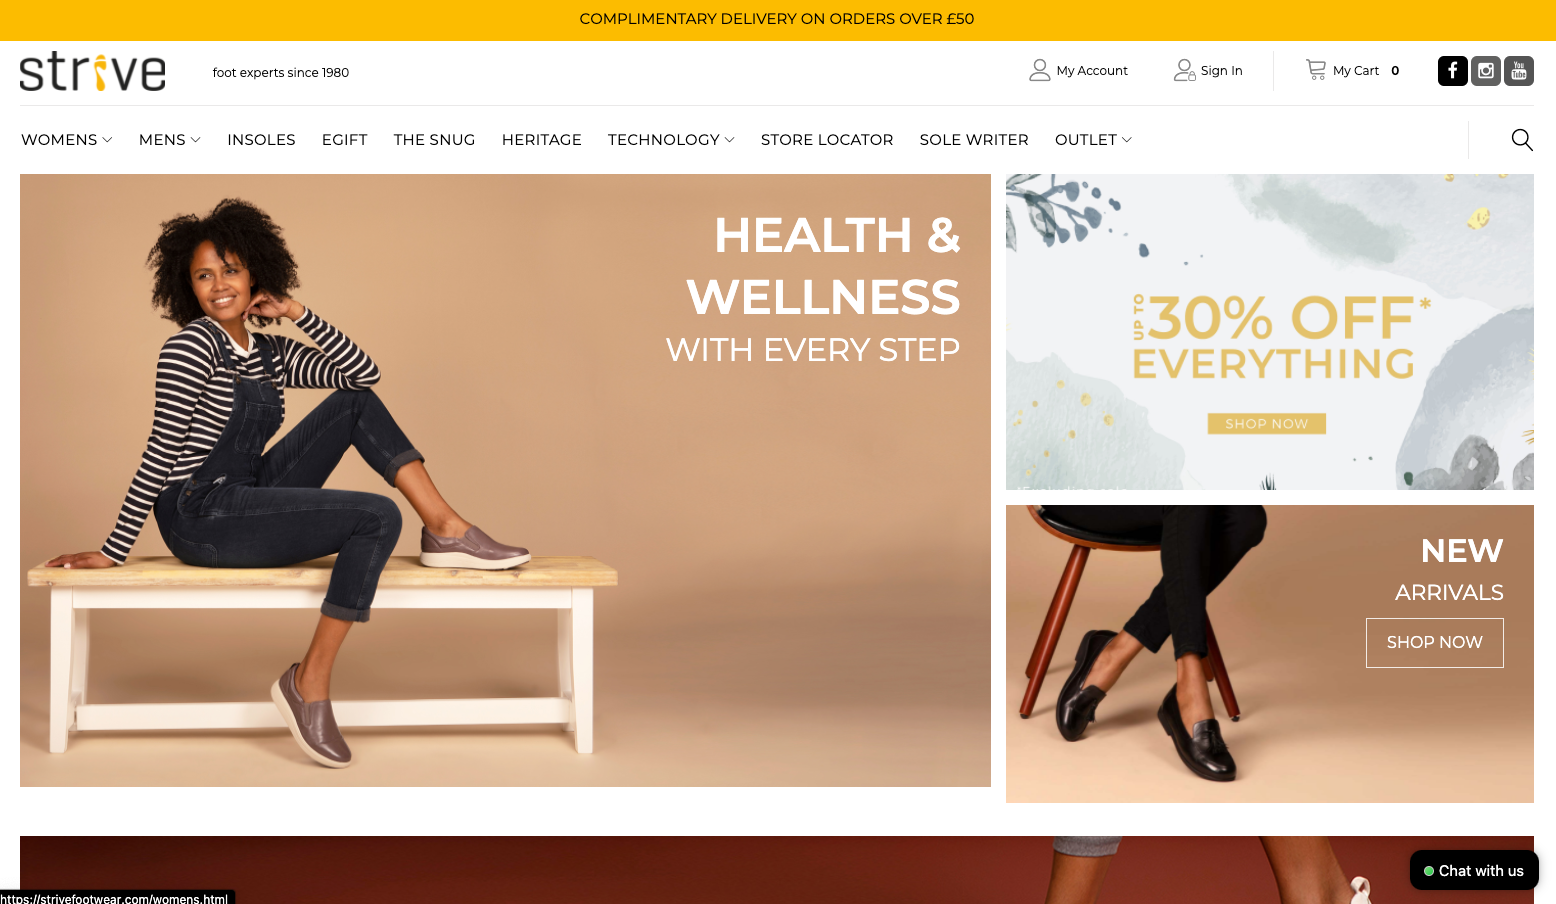 COMPLIMENTARY DELIVERY ON ORDERS OVER £50
strive
foot experts since 1980
My Account
Sign In
My Cart 0
f
You
Tube
WOMENS
MENS
INSOLES
EGIFT
THE SNUG
HERITAGE
TECHNOLOGY
STORE LOCATOR
SOLE WRITER
OUTLET
HEALTH &
WELLNESS
WITH EVERY STEP
UP TO
30% OFF*
EVERYTHING
SHOP NOW
NEW
ARRIVALS
SHOP NOW
Chat with us
https://strivefootwear.com/womens.html